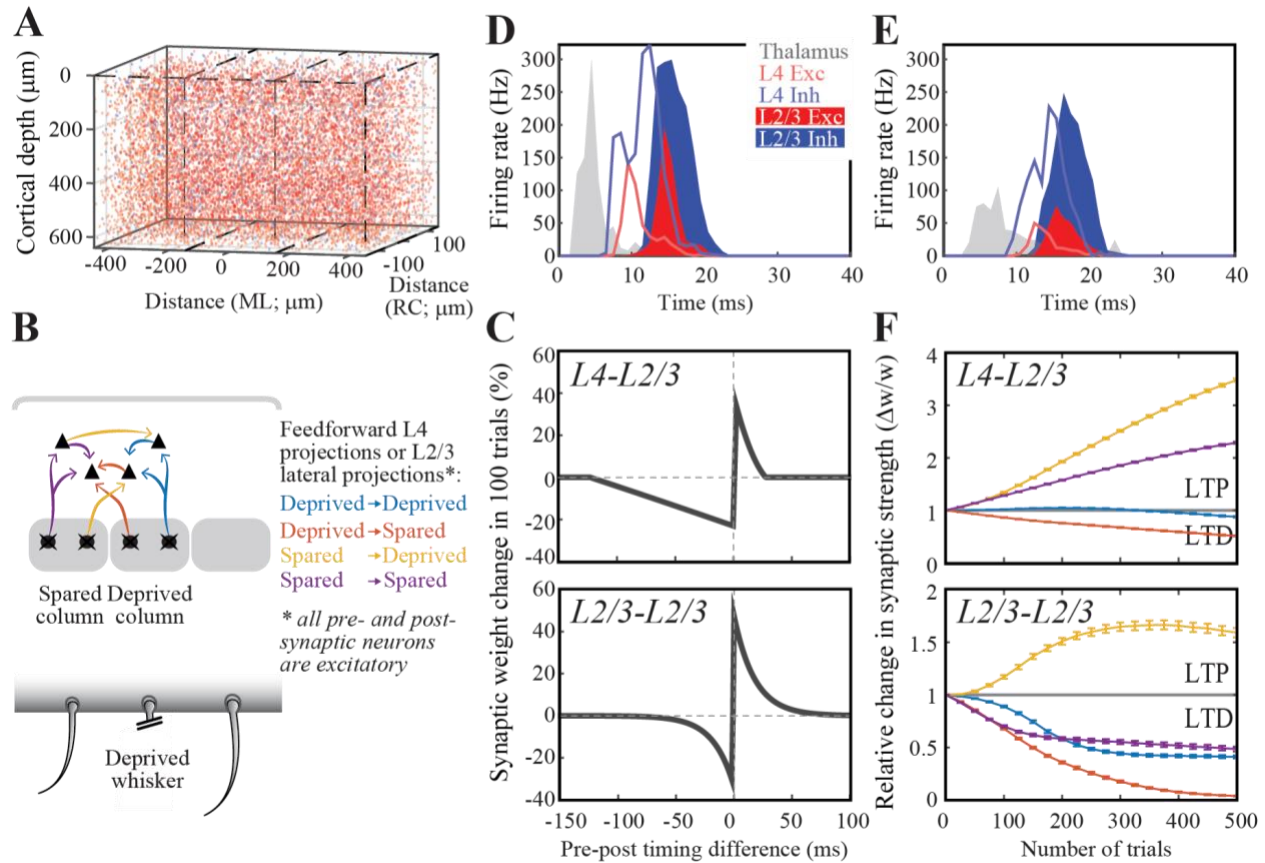 A
Cortical depth (μm)
0
200
400
600
-400
-200
0
200
400
Distance (ML; μm)
100
-100
Distance
(RC; μm)
B
Feedforward L4
projections or L2/3
lateral projections*:
Deprived→Deprived
Deprived→Spared
Spared →Deprived
Spared →Spared
* all pre- and post-
synaptic neurons
are excitatory
Spared Deprived
column column
Deprived
whisker
D
Firing rate (Hz)
300
250
200
150
100
50
0
Thalamus
L4 Exc
L4 Inh
L2/3 Exc
L2/3 Inh
0 10 20 30 40
Time (ms)
E
Firing rate (Hz)
300
250
200
150
100
50
0
0 10 20 30 40
Time (ms)
C
Synaptic weight change in 100 trials (%)
60
40
20
0
-20
-40
L4-L2/3
60
40
20
0
-20
-40
L2/3-L2/3
-150 -100 -50 0 50 100
Pre-post timing difference (ms)
F
Relative change in synaptic strength (Δw/w)
4
3
2
1
0
L4-L2/3
LTP
LTD
2
1.5
1
0.5
0
L2/3-L2/3
LTP
LTD
0 100 200 300 400 500
Number of trials